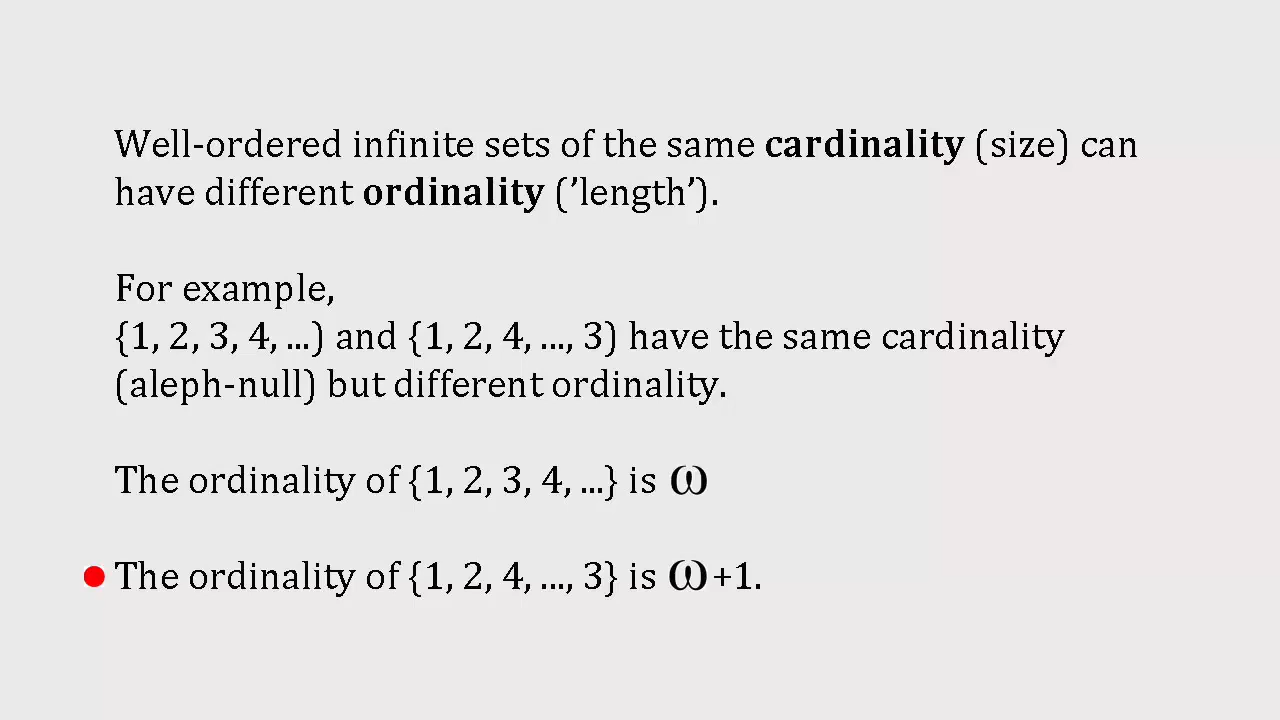 Well-ordered infinite sets of the same cardinality (size) can
have different ordinality (’length’).
For example,
{1, 2, 3, 4, ...) and {1, 2, 4, ..., 3) have the same cardinality
(aleph-null) but different ordinality.
The ordinality of {1, 2, 3, 4, ...} is ω
The ordinality of {1, 2, 4, ..., 3} is ω+1.